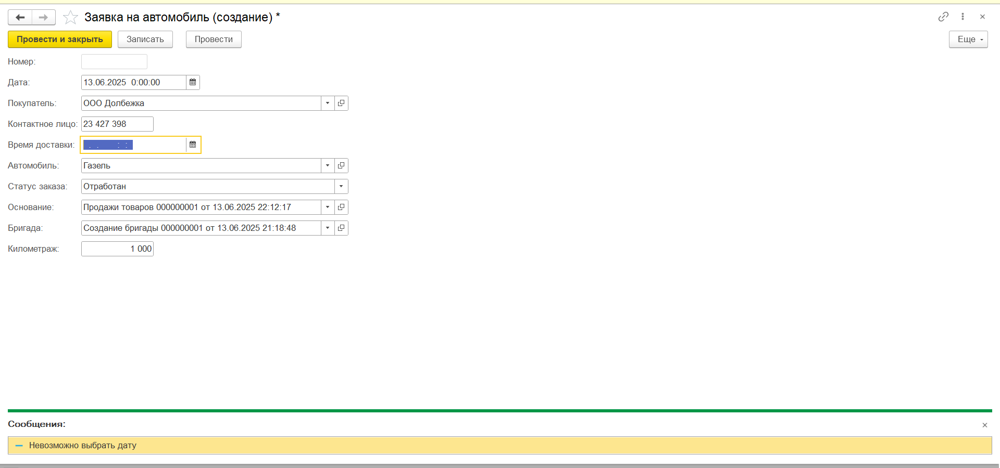 Заявка на автомобиль (создание) *
Провести и закрыть Записать Провести Еще
Номер:
Дата: 13.06.2025 0:00:00
Покупатель: ООО Долбежка
Контактное лицо: 23 427 398
Время доставки: . . : :
Автомобиль: Газель
Статус заказа: Отработан
Основание: Продажи товаров 000000001 от 13.06.2025 22:12:17
Бригада: Создание бригады 000000001 от 13.06.2025 21:18:48
Километраж: 1 000
Сообщения:
Невозможно выбрать дату